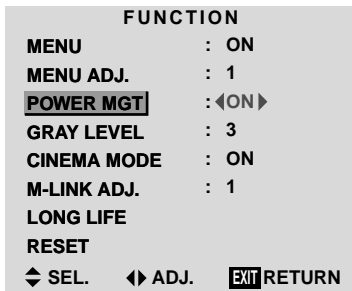 FUNCTION
MENU : ON
MENU ADJ. : 1
POWER MGT : ◀ON▶
GRAY LEVEL : 3
CINEMA MODE : ON
M-LINK ADJ. : 1
LONG LIFE
RESET
▲▼ SEL. ◀▶ ADJ. EXIT RETURN